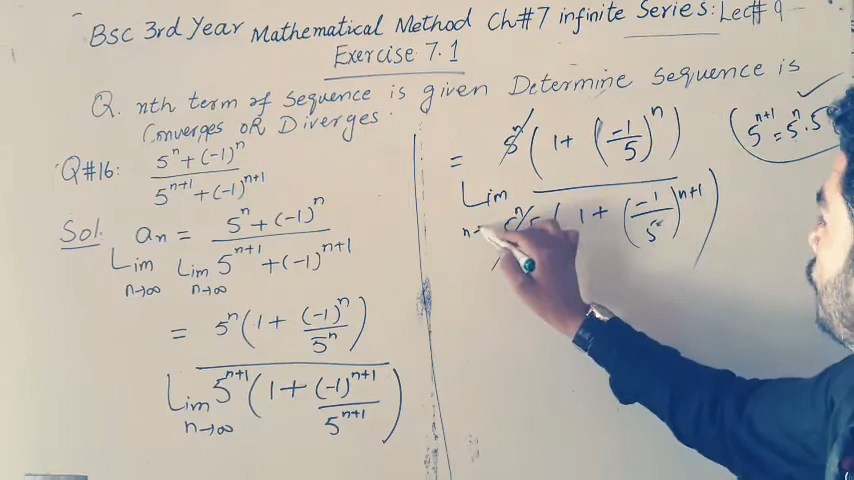 Bsc 3rd Year Mathematical Method Ch#7 infinite Series: Lec# 9
Exercise 7.1
Q. nth term of sequence is given Determine sequence is
Converges OR Diverges.
Q#16: 5^n+(-1)^n
5^n+1+(-1)^n+1
Sol: an = 5^n+(-1)^n
Lim n→∞ Lim n→∞ 5^n+1+(-1)^n+1
= 5^n(1+ (-1)^n/5^n)
Lim n→∞ 5^n+1(1+ (-1)^n+1/5^n+1)
= 5^n(1+ (-1/5)^n)
Lim
5^n (1+ (-1/5)^n+1)
(5^n+1 = 5^n.5